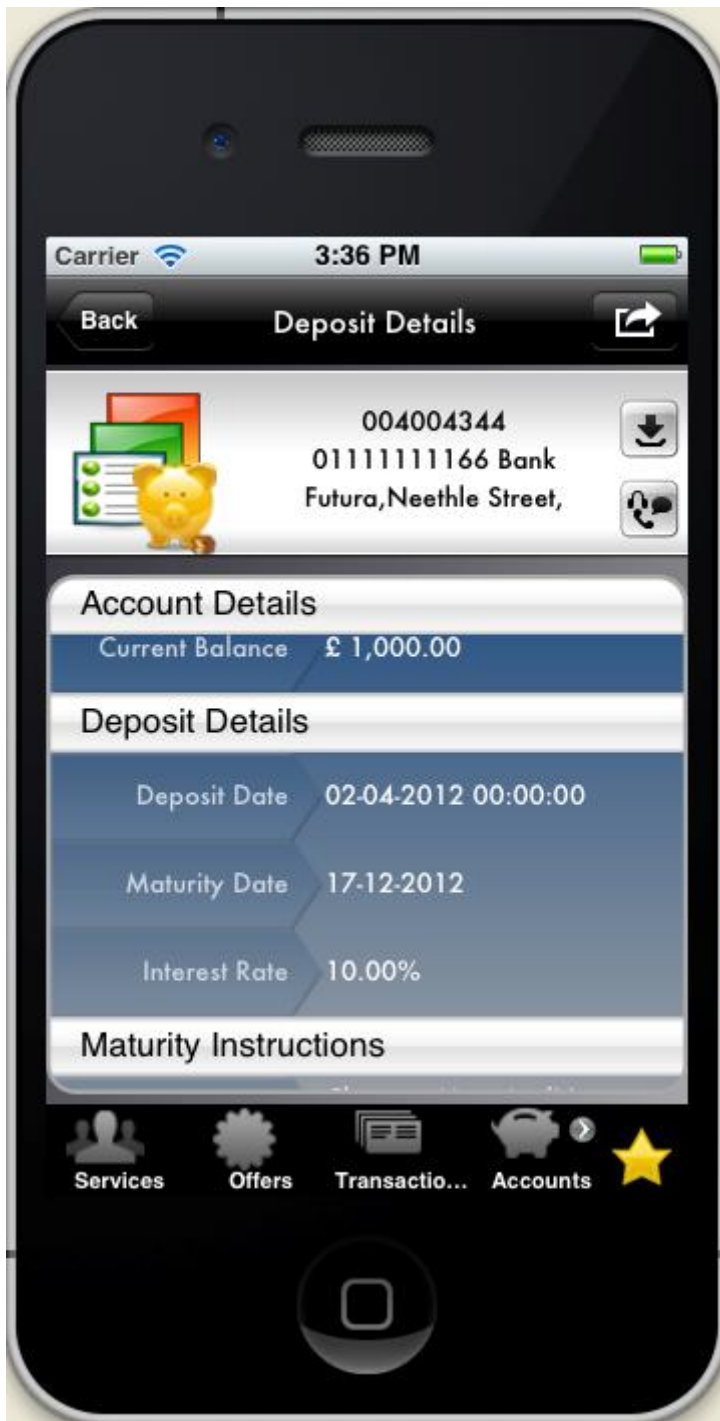 Carrier 3:36 PM
Back Deposit Details
004004344
01111111166 Bank
Futura,Neethle Street,
Account Details
Current Balance £ 1,000.00
Deposit Details
Deposit Date 02-04-2012 00:00:00
Maturity Date 17-12-2012
Interest Rate 10.00%
Maturity Instructions
Services Offers Transactio... Accounts